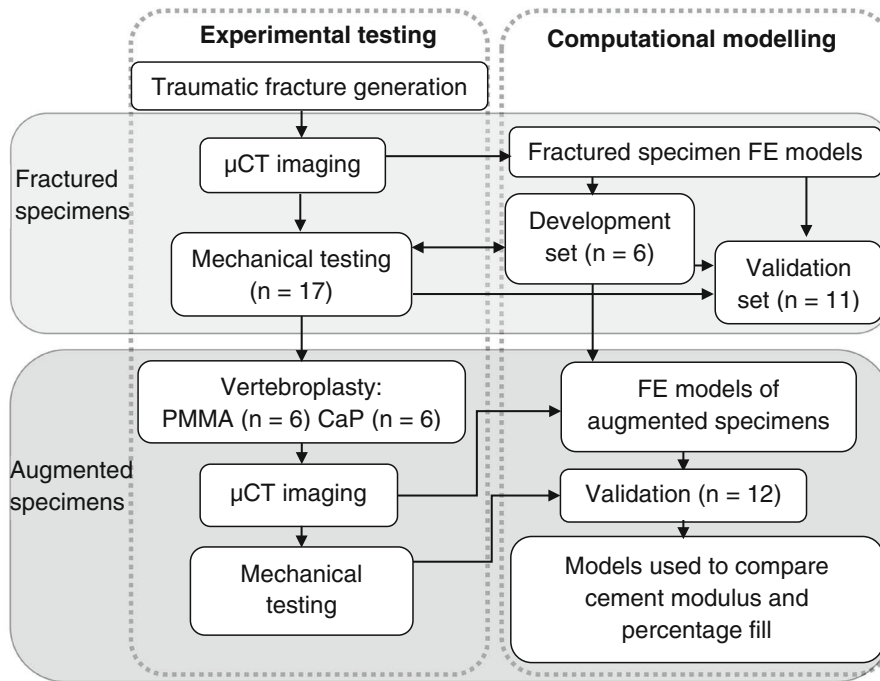 Experimental testing
Computational modelling
Traumatic fracture generation
Fractured
specimens
µCT imaging
Fractured specimen FE models
Mechanical testing
(n = 17)
Development
set (n = 6)
Validation
set (n = 11)
Augmented
specimens
Vertebroplasty:
PMMA (n = 6) CaP (n = 6)
FE models of
augmented specimens
µCT imaging
Validation (n = 12)
Mechanical
testing
Models used to compare
cement modulus and
percentage fill